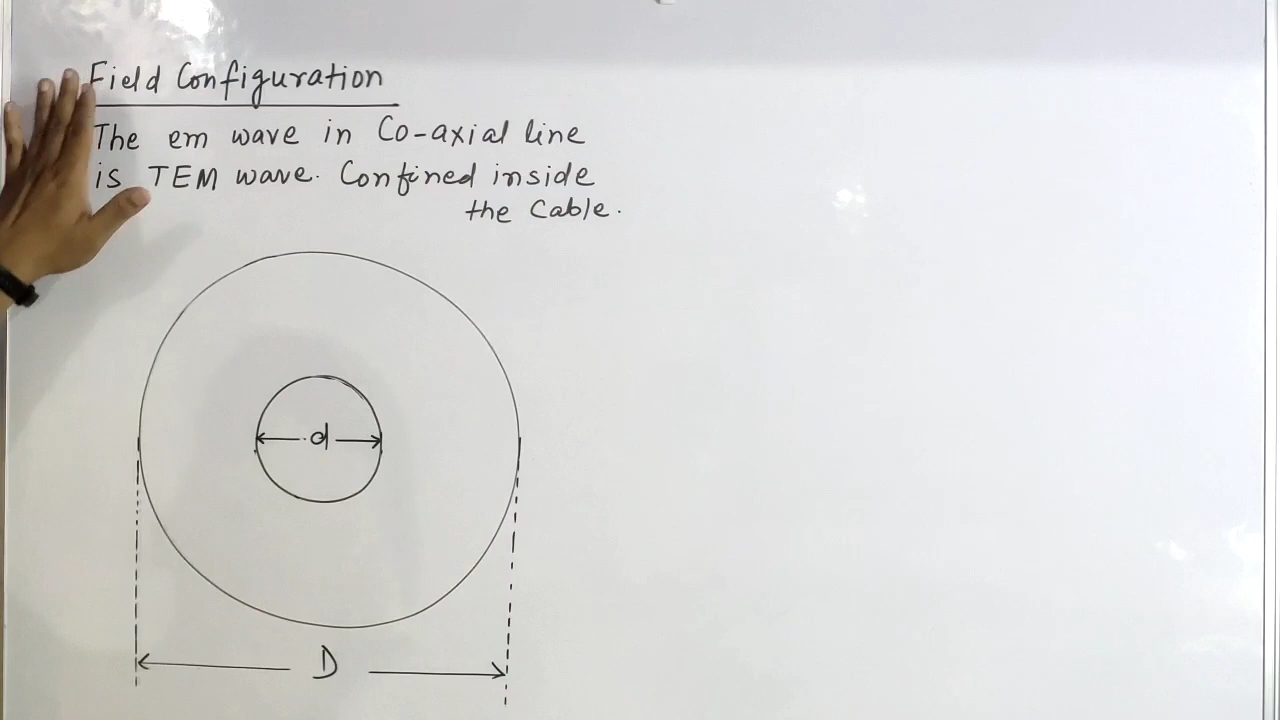 Field Configuration
The em wave in Co-axial line
is TEM wave. Confined inside
the Cable.
d
D